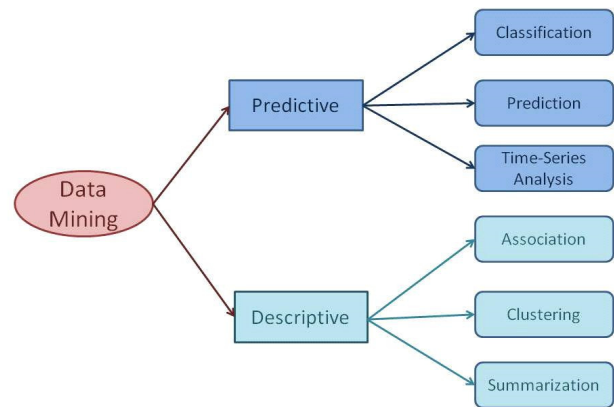 Data
Mining
Predictive
Classification
Prediction
Time-Series
Analysis
Descriptive
Association
Clustering
Summarization